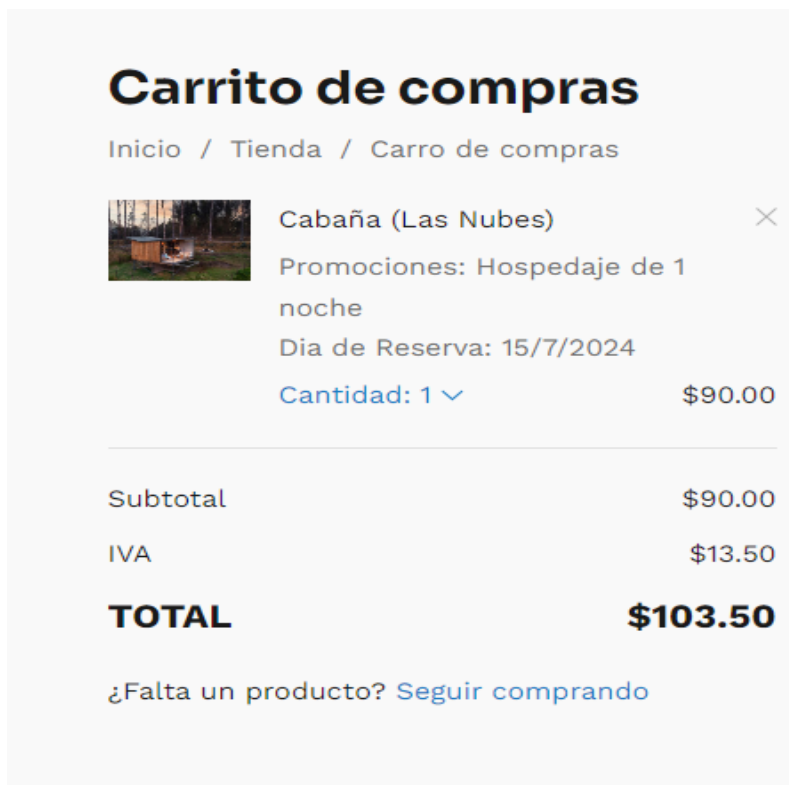 Carrito de compras
Inicio / Tienda / Carro de compras
Cabaña (Las Nubes)
Promociones: Hospedaje de 1
noche
Dia de Reserva: 15/7/2024
Cantidad: 1 $90.00
Subtotal $90.00
IVA $13.50
TOTAL $103.50
¿Falta un producto? Seguir comprando